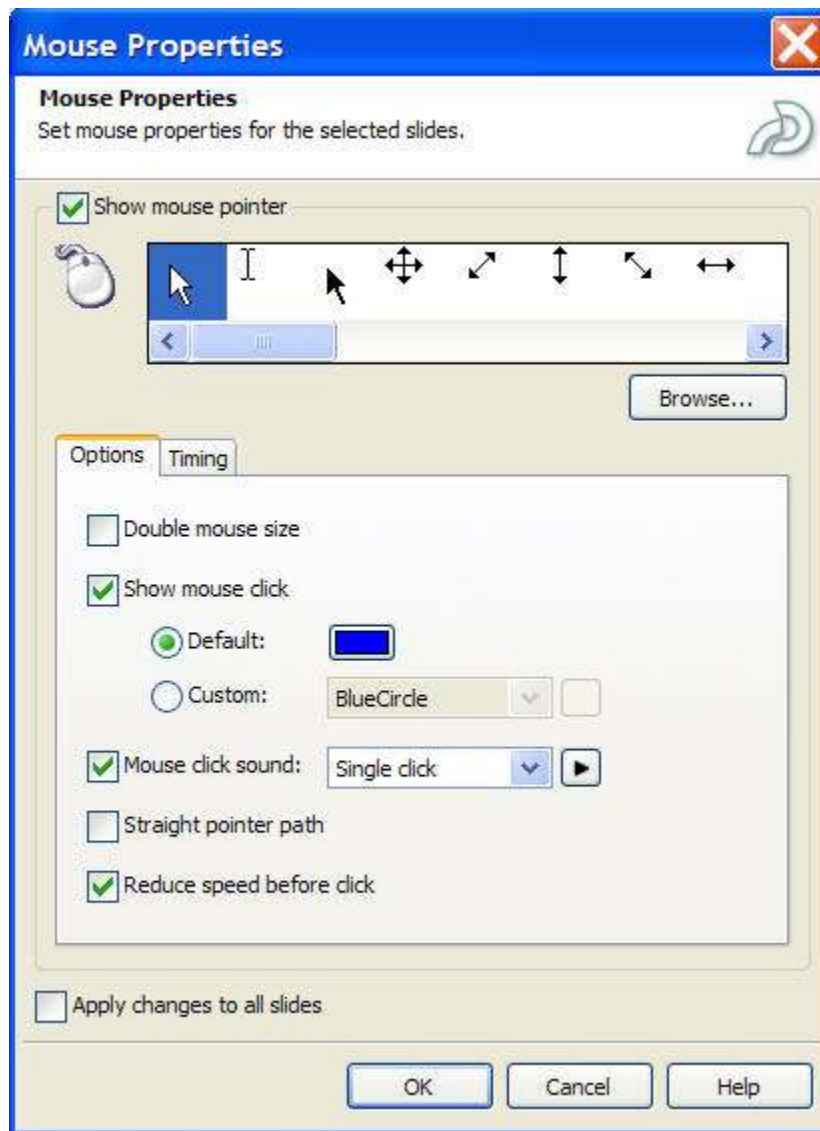 Mouse Properties
Mouse Properties
Set mouse properties for the selected slides.
Show mouse pointer
Browse...
Options Timing
Double mouse size
Show mouse click
Default:
Custom: BlueCircle
Mouse click sound: Single click
Straight pointer path
Reduce speed before click
Apply changes to all slides
OK Cancel Help